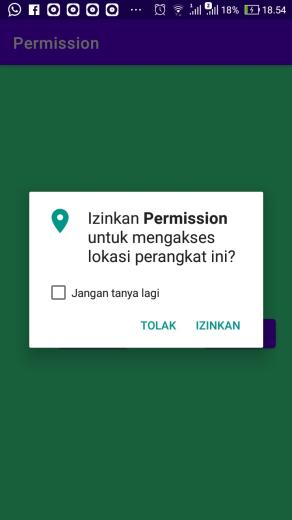 18% 18.54
Permission
Izinkan Permission
untuk mengakses
lokasi perangkat ini?
Jangan tanya lagi
TOLAK IZINKAN